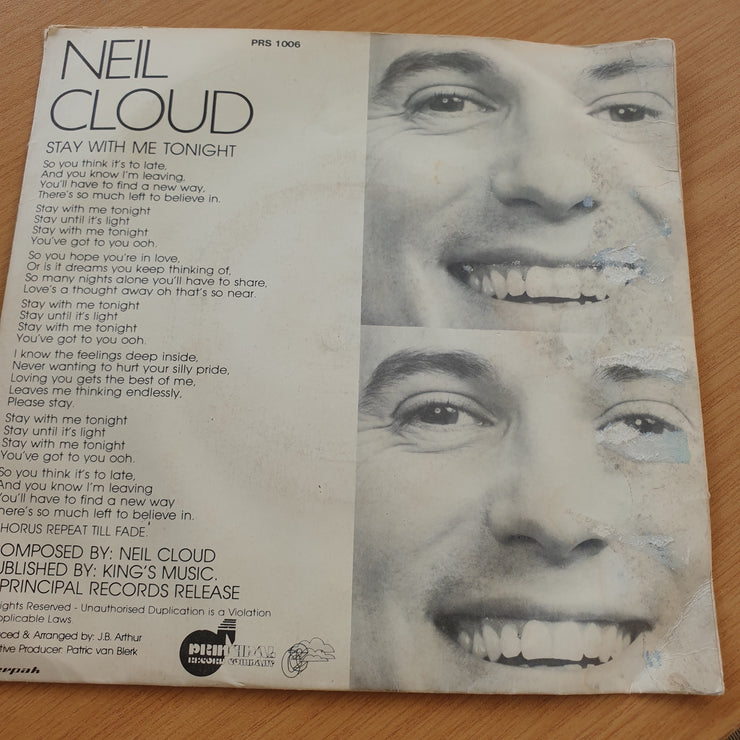 NEIL
CLOUD
PRS 1006
STAY WITH ME TONIGHT
So you think it's to late,
And you know I'm leaving,
You'll have to find a new way,
There's so much left to believe in.
Stay with me tonight
Stay until it's light
Stay with me tonight
You've got to you ooh.
So you hope you're in love,
Or is it dreams you keep thinking of,
So many nights alone you'll have to share,
Love's a thought away oh that's so near.
Stay with me tonight
Stay until it's light
Stay with me tonight
You've got to you ooh.
I know the feelings deep inside,
Never wanting to hurt your silly pride,
Loving you gets the best of me,
Leaves me thinking endlessly,
Please stay.
Stay with me tonight
Stay until it's light
Stay with me tonight
You've got to you ooh.
So you think it's to late,
And you know I'm leaving
You'll have to find a new way
here's so much left to believe in.
HORUS REPEAT TILL FADE.
OMPOSED BY: NEIL CLOUD
UBLISHED BY: KING'S MUSIC.
PRINCIPAL RECORDS RELEASE
ights Reserved - Unauthorised Duplication is a Violation
pplicable Laws.
ced & Arranged by: J.B. Arthur
tive Producer: Patric van Blerk
PRINCIPAL
RECORD COMPANY